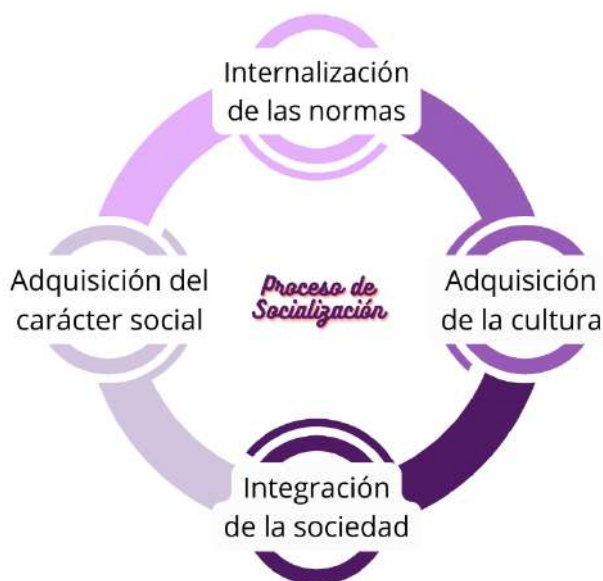 Internalización
de las normas
Adquisición del
carácter social
Proceso de
Socialización
Adquisición
de la cultura
Integración
de la sociedad